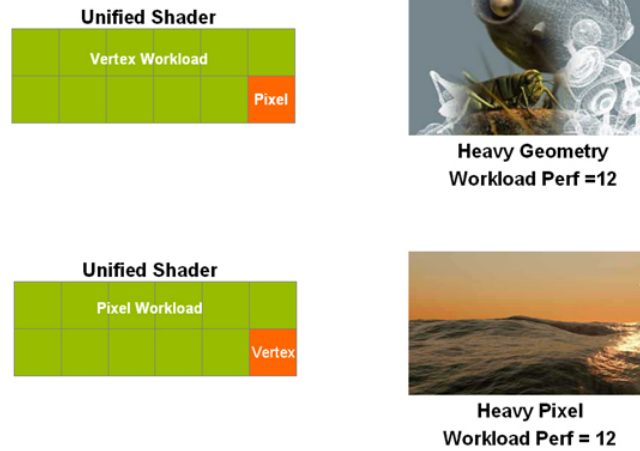 Unified Shader
Vertex Workload
Pixel
Heavy Geometry
Workload Perf =12
Unified Shader
Pixel Workload
Vertex
Heavy Pixel
Workload Perf = 12